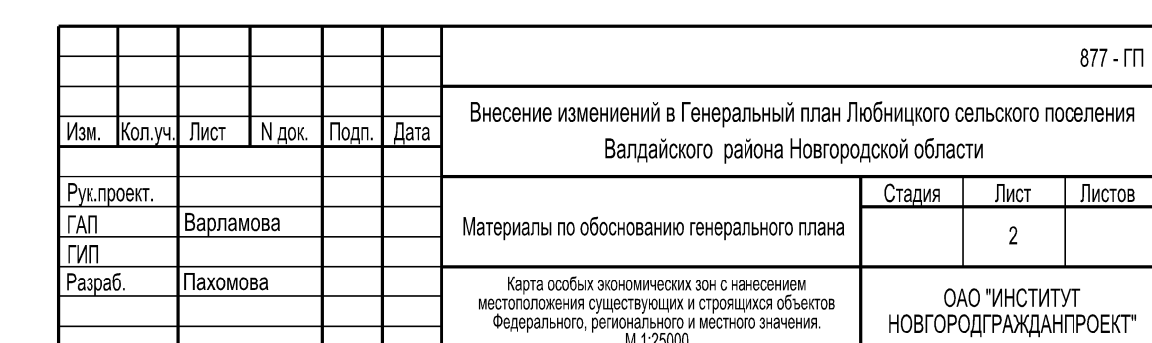 877 - ГП
Внесение измениений в Генеральный план Любницкого сельского поселения
Валдайского района Новгородской области
Изм. Кол.уч. Лист N док. Подп. Дата
Рук.проект.
ГАП Варламова
ГИП
Разраб. Пахомова
Материалы по обоснованию генерального плана
Стадия Лист Листов
2
Карта особых экономических зон с нанесением
местоположения существующих и строящихся объектов
Федерального, регионального и местного значения.
М 1:25000
ОАО "ИНСТИТУТ
НОВГОРОДГРАЖДАНПРОЕКТ"